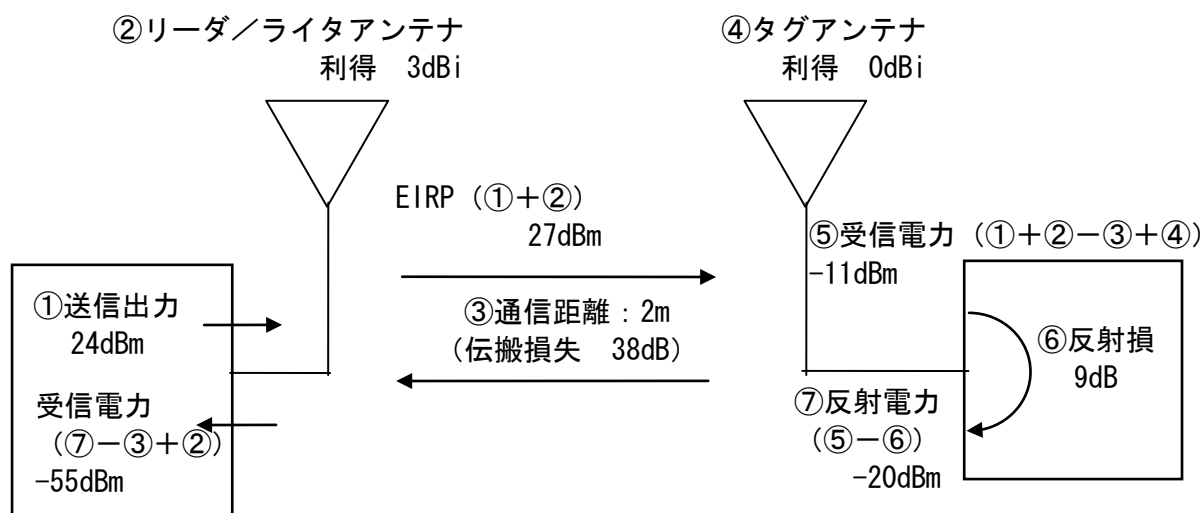 ②リーダ/ライタアンテナ
利得 3dBi
④タグアンテナ
利得 0dBi
EIRP(①+②)
27dBm
⑤受信電力(①+②-③+④)
-11dBm
①送信出力
24dBm
③通信距離:2m
(伝搬損失 38dB)
⑥反射損
9dB
受信電力
(⑦-③+②)
-55dBm
⑦反射電力
(⑤-⑥)
-20dBm